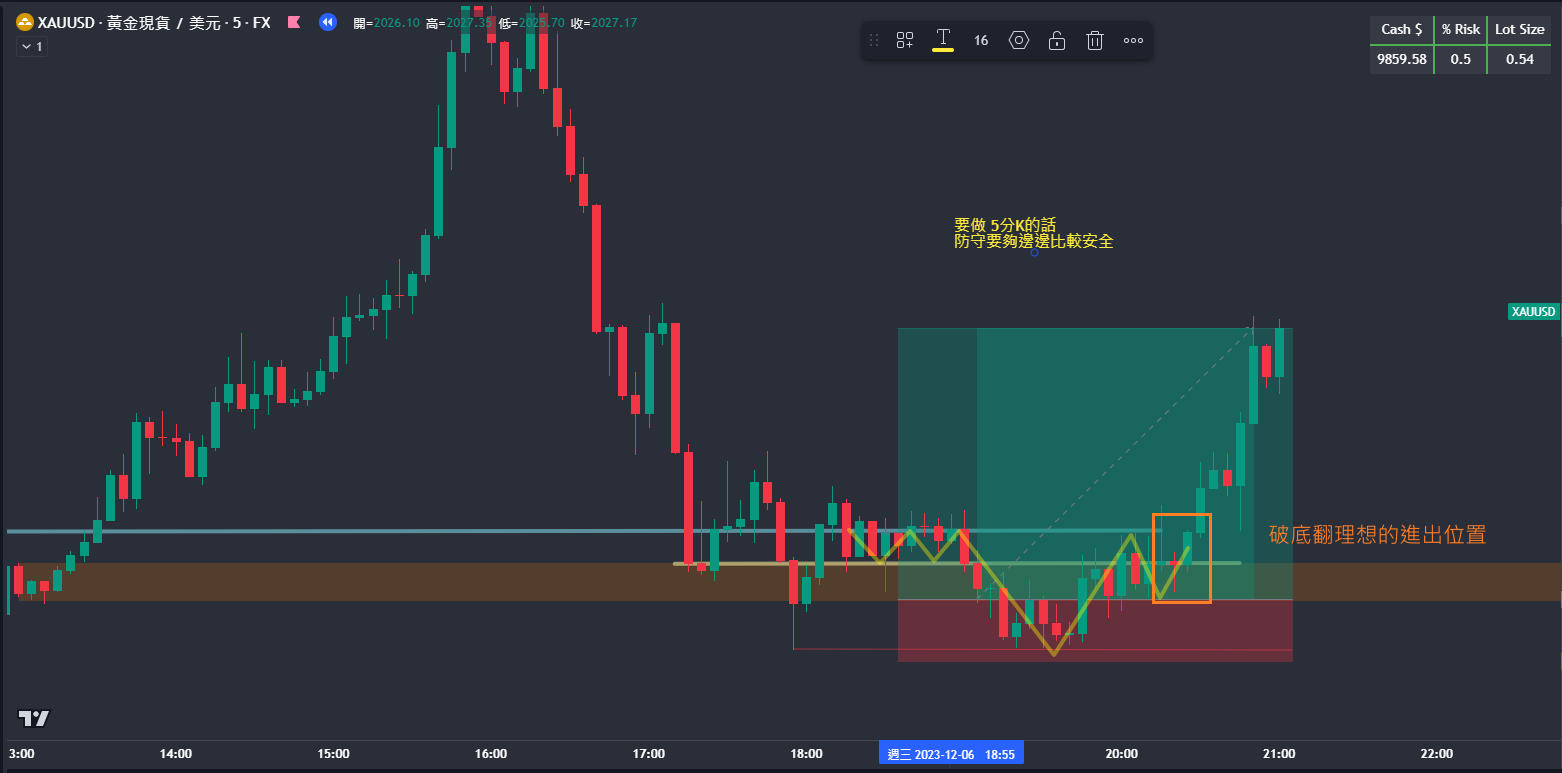 XAUUSD · 黃金現貨 / 美元 · 5 · FX
開=2026.10 高=2027.35 低=2025.70 收=2027.17
1
16
Cash $ % Risk Lot Size
9859.58 0.5 0.54
要做 5分K的話
防守要夠邊邊比較安全
XAUUSD
破底翻理想的進出位置
3:00 14:00 15:00 16:00 17:00 18:00 週三 2023-12-06 18:55 20:00 21:00 22:00